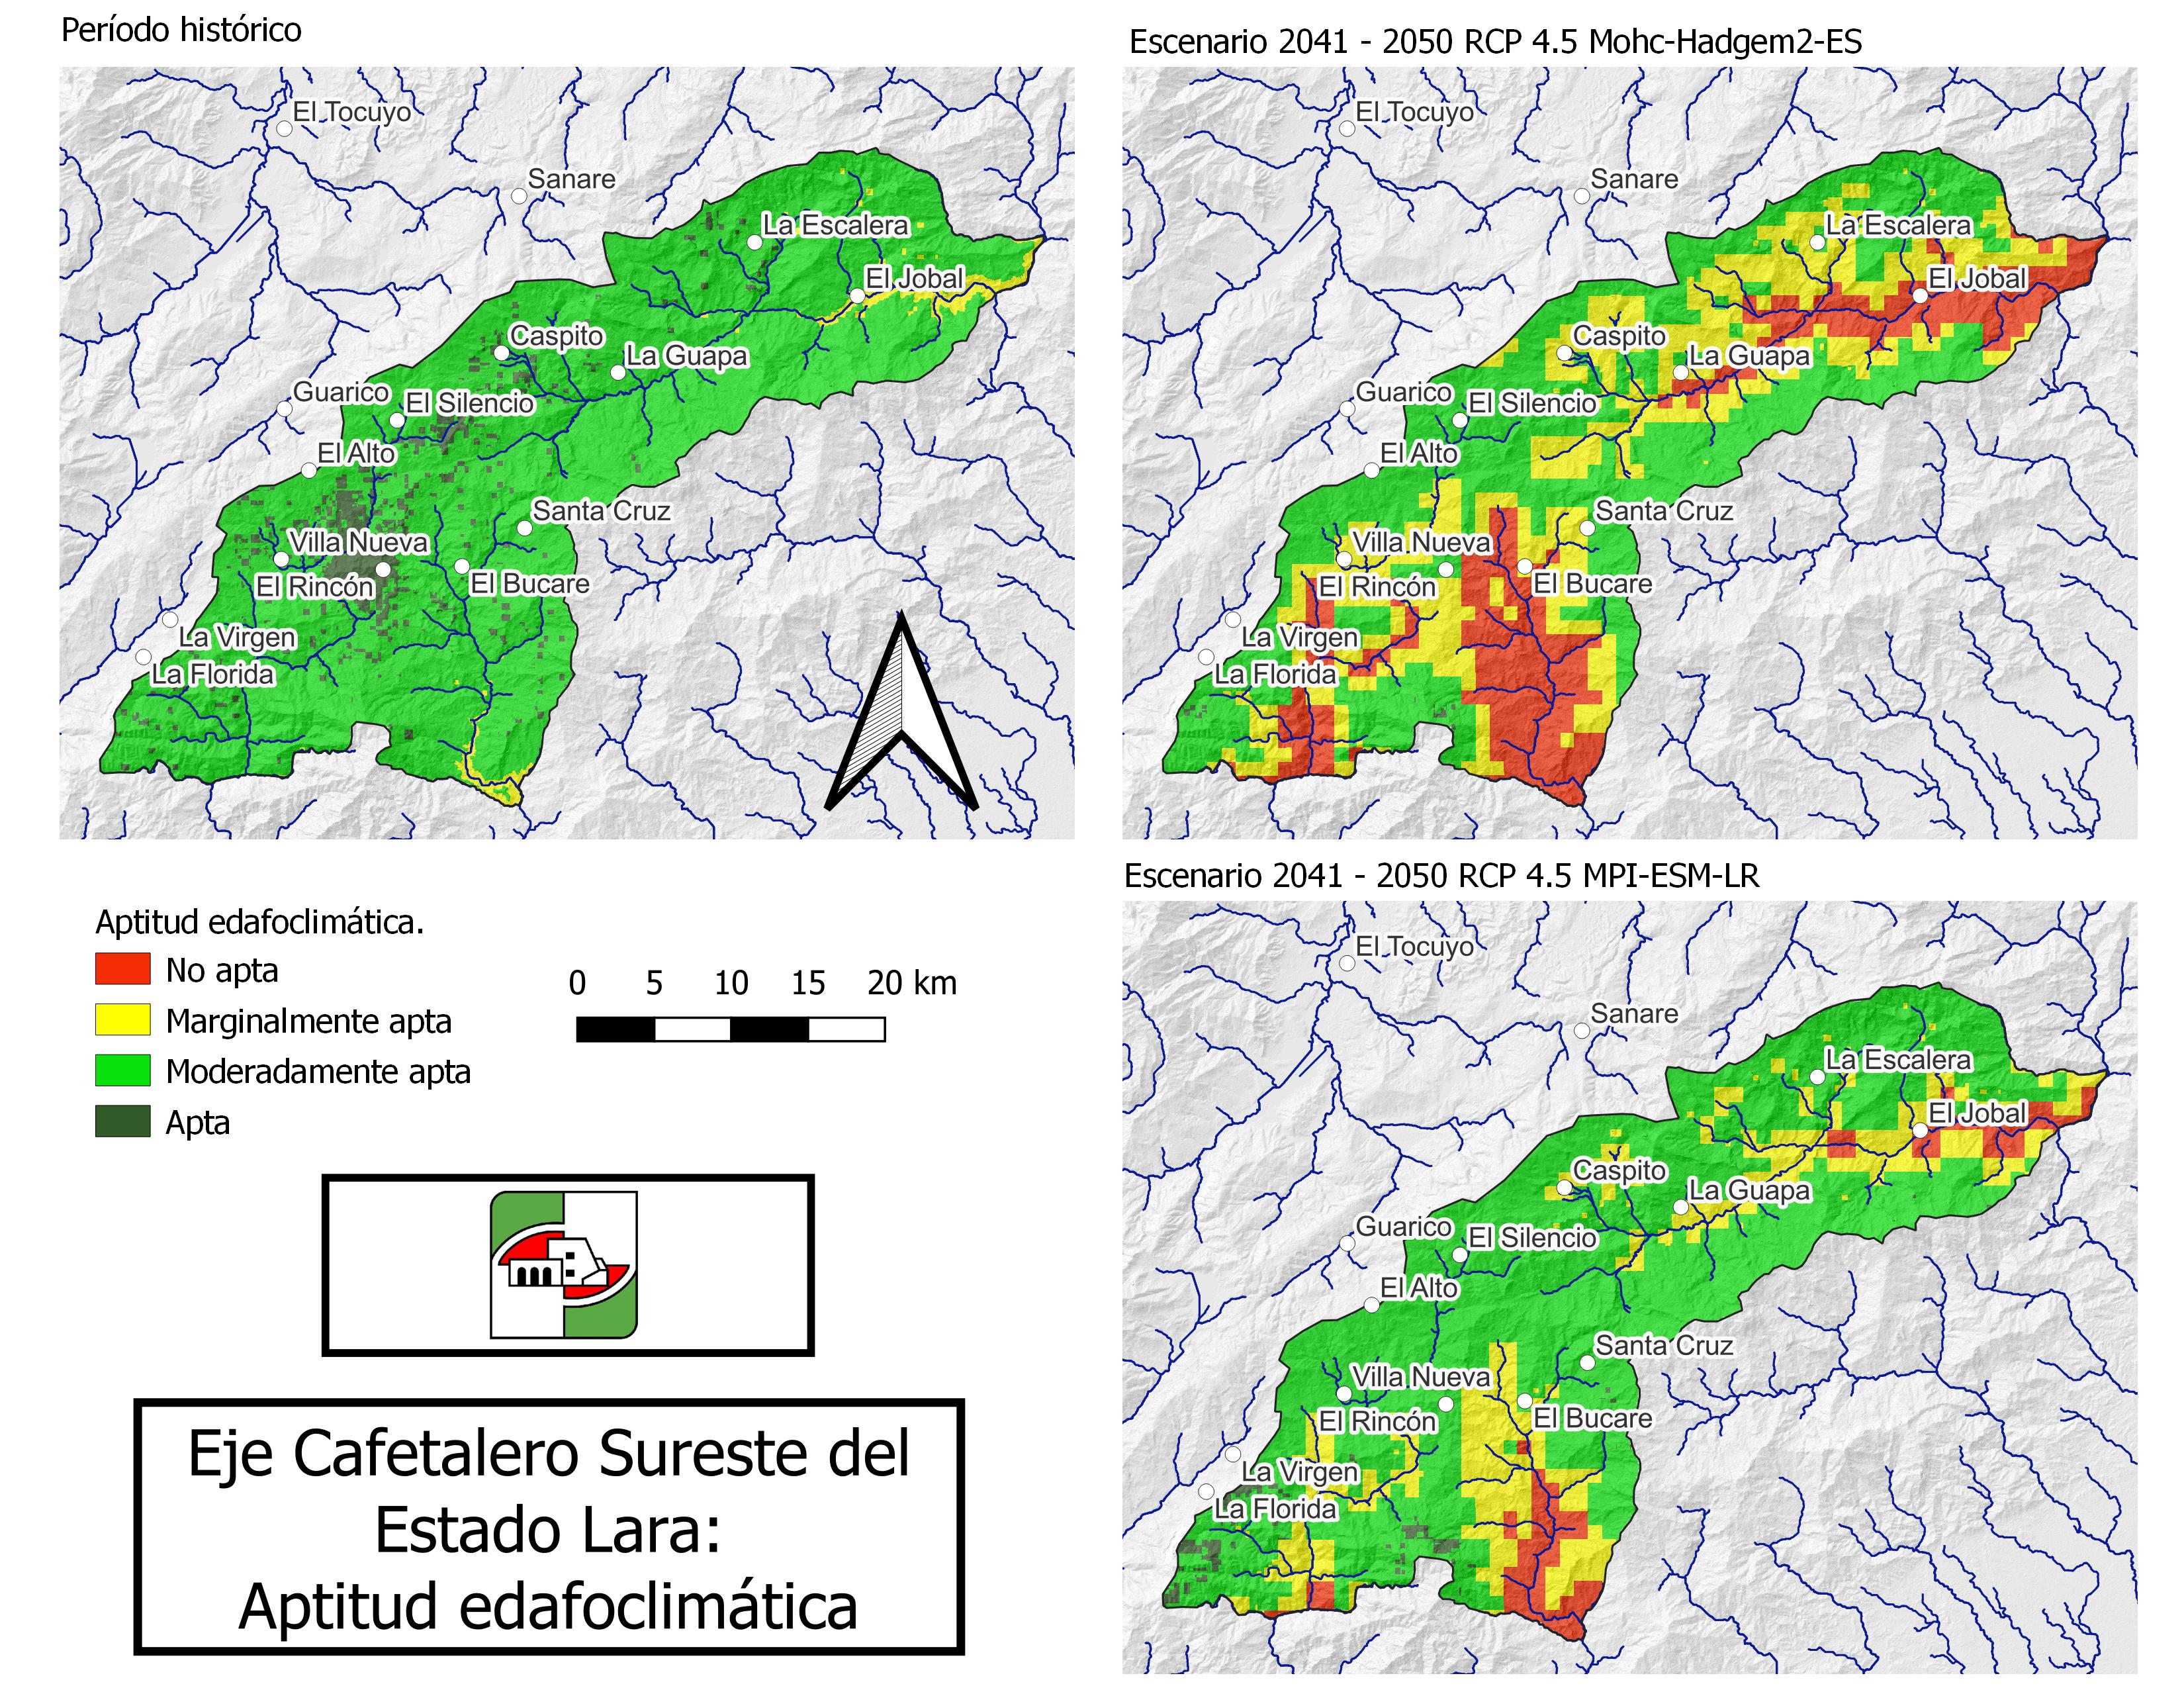 Período histórico
El Tocuyo
Sanare
La Escalera
El Jobal
Caspito
La Guapa
Guarico
El Silencio
El Alto
Santa Cruz
Villa Nueva
El Rincón
El Bucare
La Virgen
La Florida
Escenario 2041 - 2050 RCP 4.5 Mohc-Hadgem2-ES
El Tocuyo
Sanare
La Escalera
El Jobal
Caspito
La Guapa
Guarico
El Silencio
El Alto
Santa Cruz
Villa Nueva
El Rincón
El Bucare
La Virgen
La Florida
Escenario 2041 - 2050 RCP 4.5 MPI-ESM-LR
El Tocuyo
Sanare
La Escalera
El Jobal
Caspito
La Guapa
Guarico
El Silencio
El Alto
Santa Cruz
Villa Nueva
El Rincón
El Bucare
La Virgen
La Florida
Aptitud edafoclimática.
No apta
Marginalmente apta
Moderadamente apta
Apta
0 5 10 15 20 km
Eje Cafetalero Sureste del
Estado Lara:
Aptitud edafoclimática